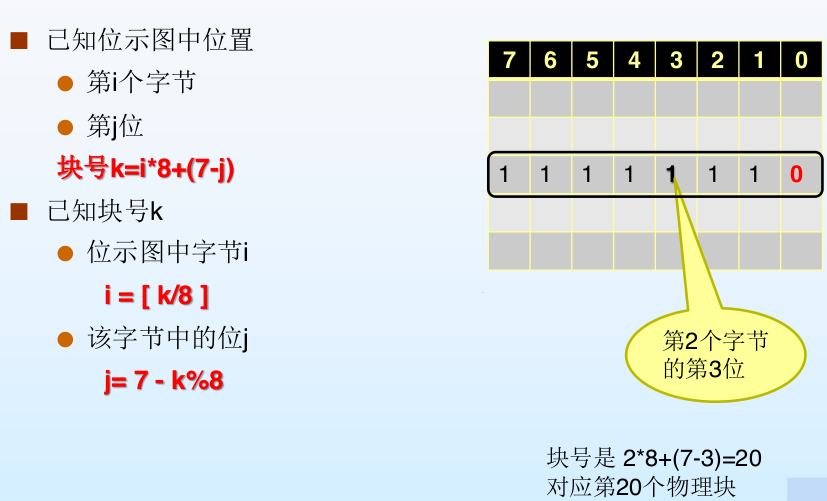 已知位示图中位置
第i个字节
第j位
块号k=i*8+(7-j)
已知块号k
位示图中字节i
i = [ k/8 ]
该字节中的位j
j= 7 - k%8
7 6 5 4 3 2 1 0
1 1 1 1 1 1 1 0
第2个字节
的第3位
块号是 2*8+(7-3)=20
对应第20个物理块